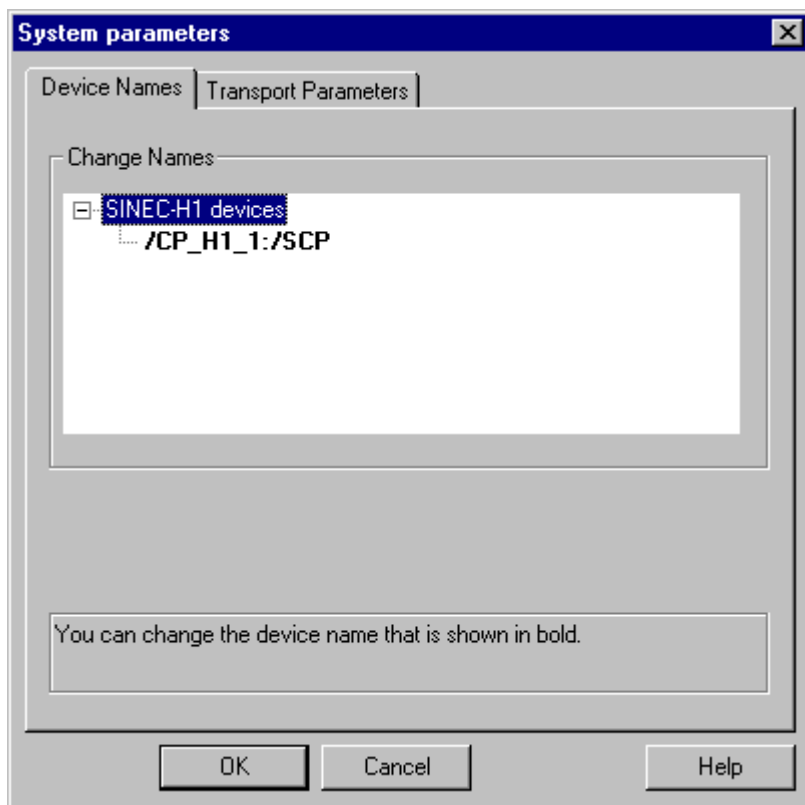 System parameters
Device Names Transport Parameters
Change Names
SINEC-H1 devices
/CP_H1_1:/SCP
You can change the device name that is shown in bold.
OK Cancel Help